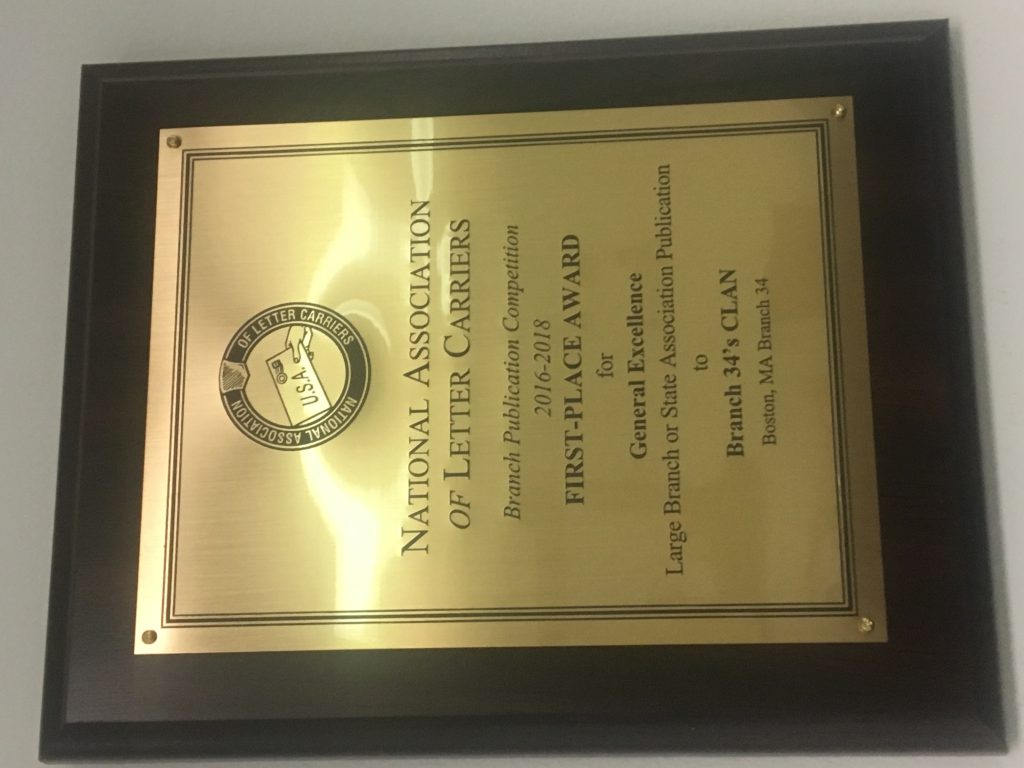 NATIONAL ASSOCIATION OF LETTER CARRIERS
U.S.A.
NATIONAL ASSOCIATION
OF LETTER CARRIERS
Branch Publication Competition
2016-2018
FIRST-PLACE AWARD
for
General Excellence
Large Branch or State Association Publication
to
Branch 34's CLAN
Boston, MA Branch 34